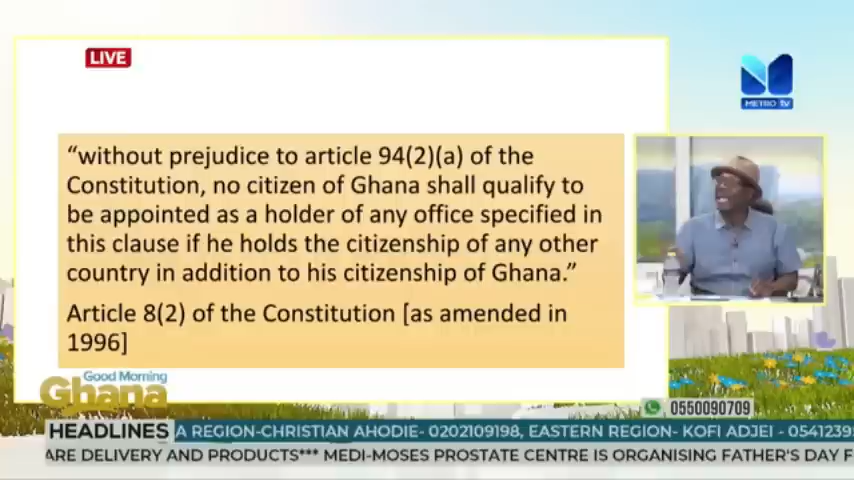 LIVE
METRO TV
“without prejudice to article 94(2)(a) of the
Constitution, no citizen of Ghana shall qualify to
be appointed as a holder of any office specified in
this clause if he holds the citizenship of any other
country in addition to his citizenship of Ghana.”
Article 8(2) of the Constitution [as amended in
1996]
Good Morning
Ghana
0550090709
HEADLINES
A REGION-CHRISTIAN AHODIE- 0202109198, EASTERN REGION- KOFI ADJEI - 0541239
ARE DELIVERY AND PRODUCTS*** MEDI-MOSES PROSTATE CENTRE IS ORGANISING FATHER'S DAY F